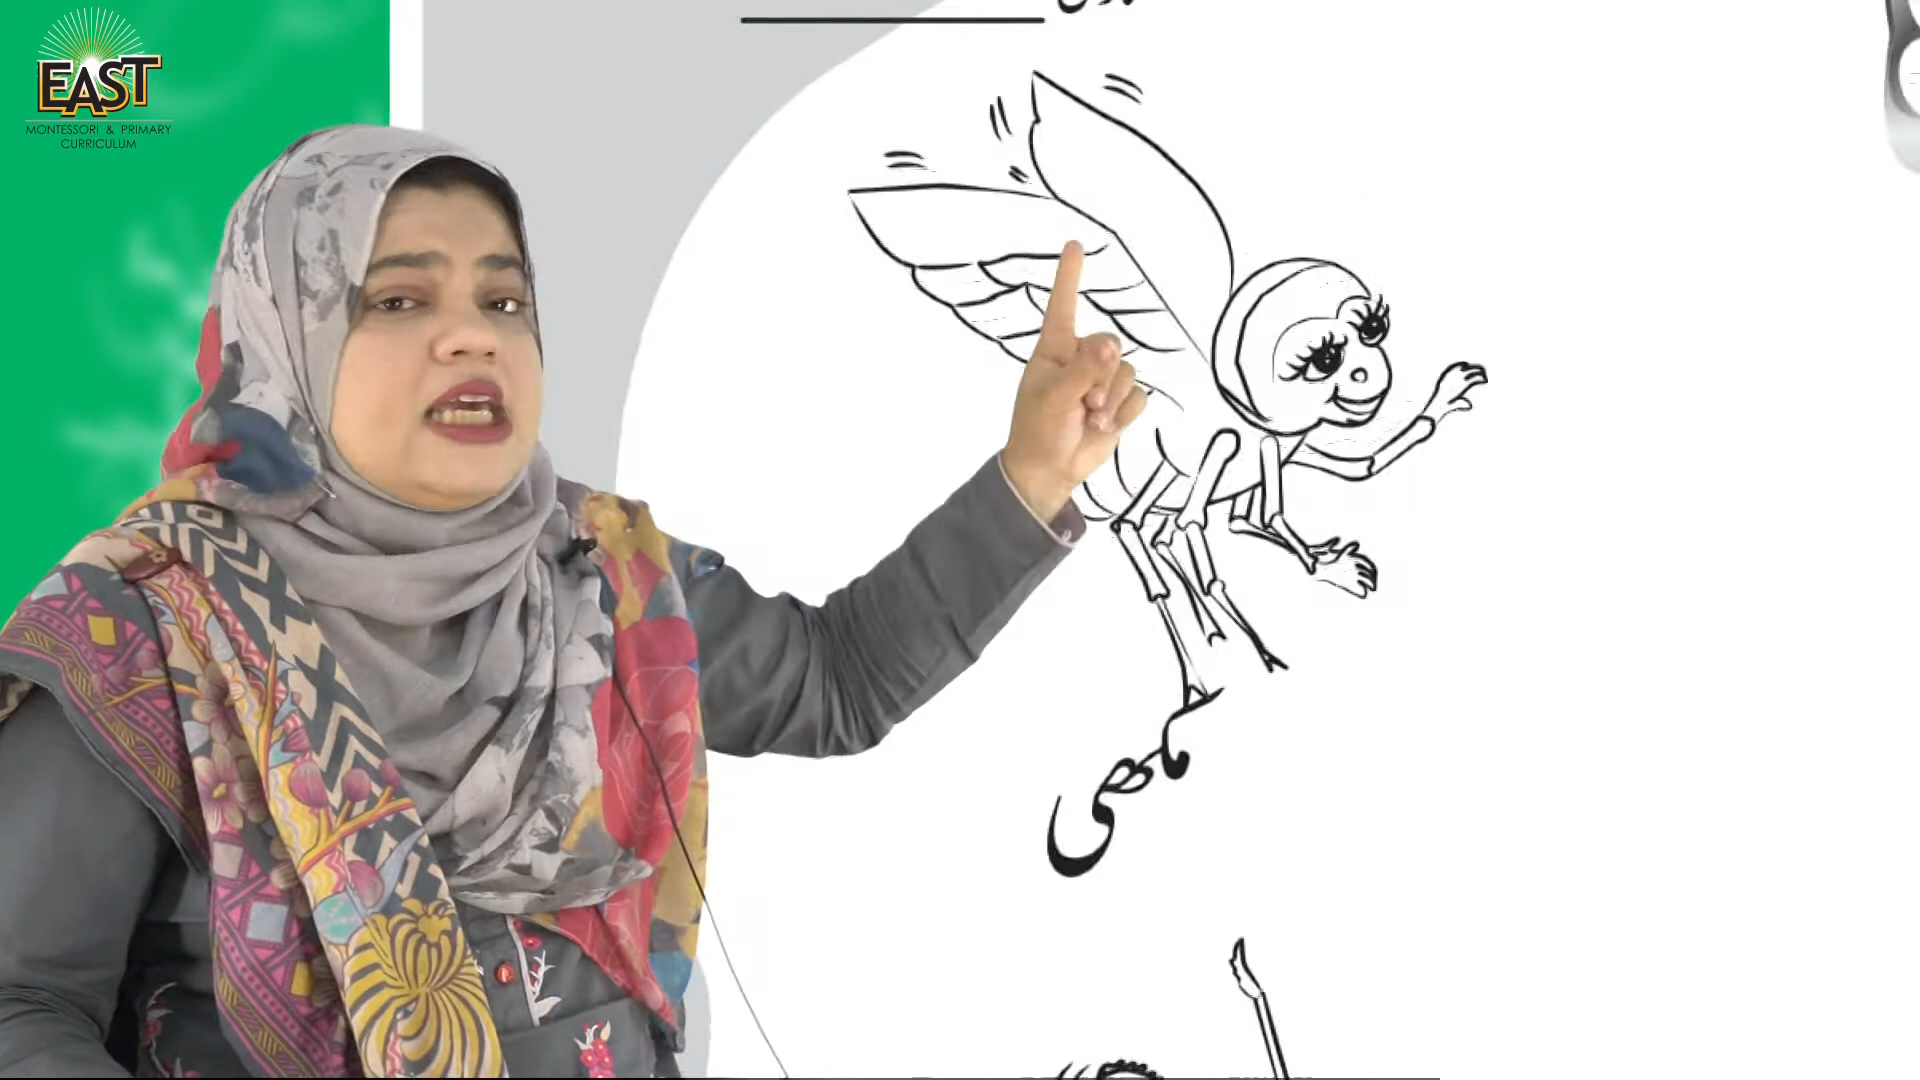 EAST
MONTESSORI & PRIMARY
CURRICULUM
مکھی